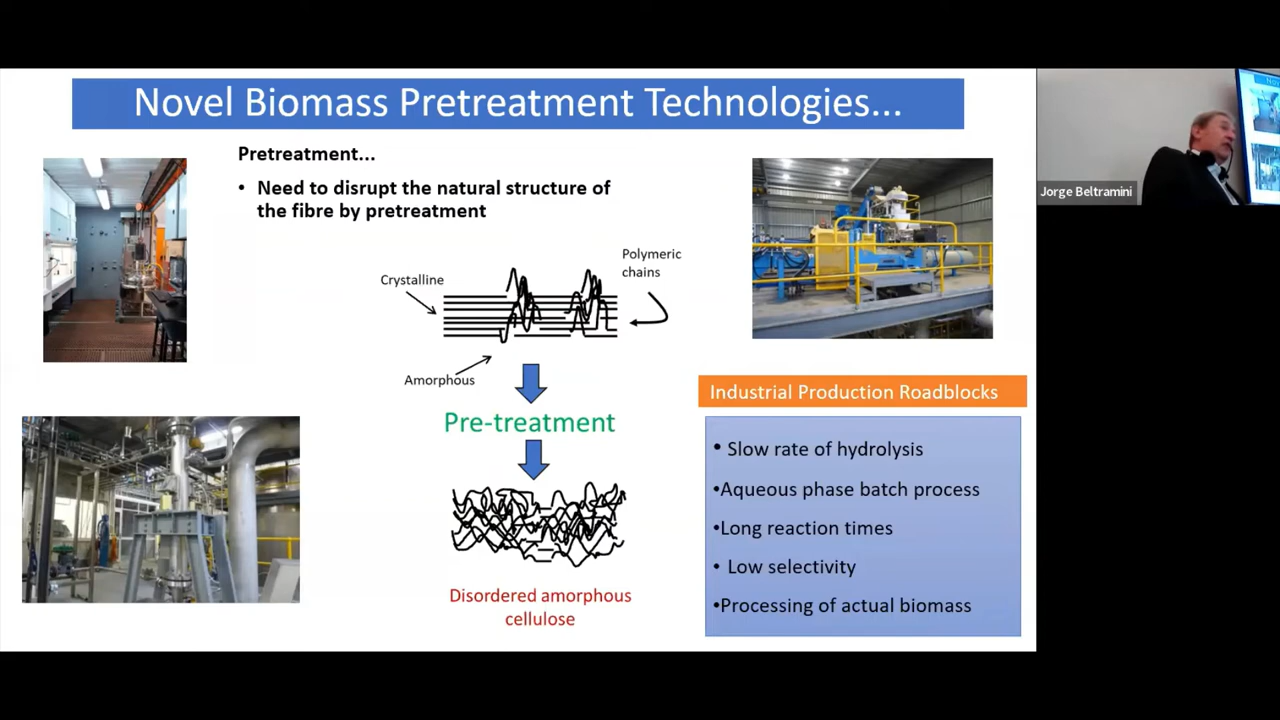 Novel Biomass Pretreatment Technologies...
Pretreatment...
• Need to disrupt the natural structure of
the fibre by pretreatment
Crystalline
Polymeric
chains
Amorphous
Pre-treatment
Disordered amorphous
cellulose
Industrial Production Roadblocks
• Slow rate of hydrolysis
•Aqueous phase batch process
•Long reaction times
• Low selectivity
•Processing of actual biomass
Jorge Beltramini